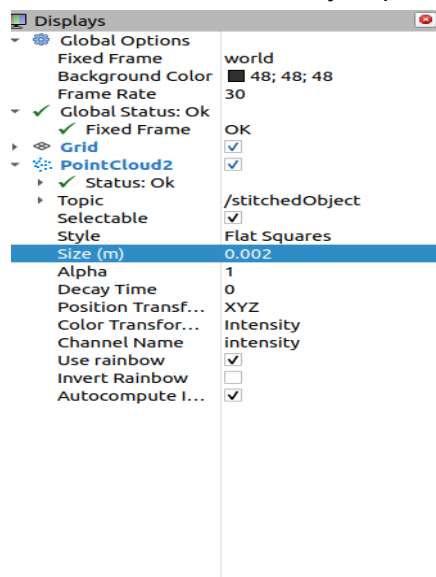 Displays
Global Options
Fixed Frame world
Background Color 48; 48; 48
Frame Rate 30
Global Status: Ok
Fixed Frame OK
Grid
PointCloud2
Status: Ok
Topic /stitchedObject
Selectable
Style Flat Squares
Size (m) 0.002
Alpha 1
Decay Time 0
Position Transf... XYZ
Color Transfor... Intensity
Channel Name intensity
Use rainbow
Invert Rainbow
Autocompute I...